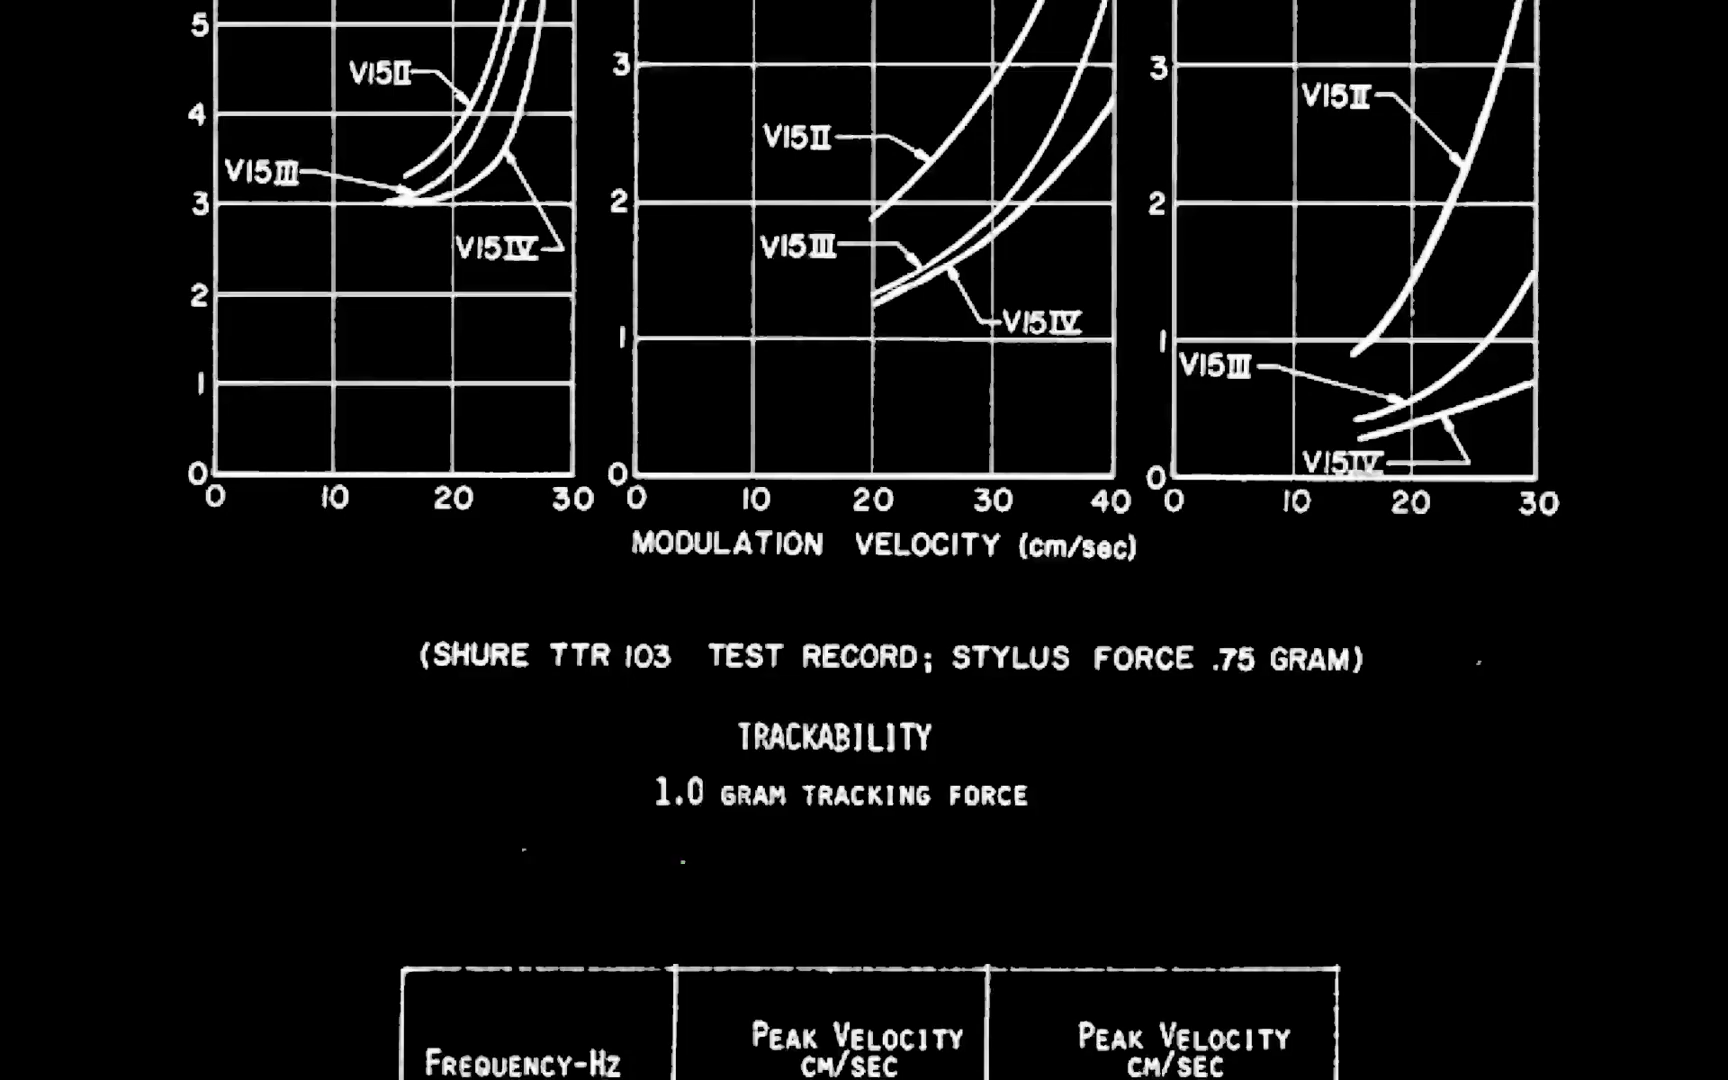 5
4
3
2
1
0
V15II
V15III
V15IV
0 10 20 30
3
2
1
0
V15II
V15III
V15IV
0 10 20 30 40
3
2
1
0
V15II
V15III
V15IV
0 10 20 30
MODULATION VELOCITY (cm/sec)
(SHURE TTR 103 TEST RECORD; STYLUS FORCE .75 GRAM)
TRACKABILITY
1.0 GRAM TRACKING FORCE
FREQUENCY-HZ
PEAK VELOCITY
CM/SEC
PEAK VELOCITY
CM/SEC